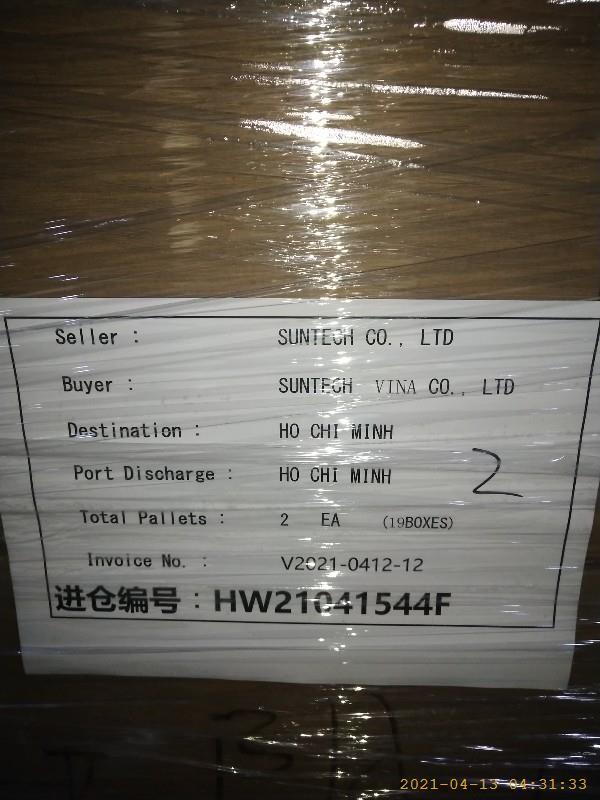 Seller : SUNTECH CO., LTD
Buyer : SUNTECH VINA CO., LTD
Destination : HO CHI MINH
Port Discharge : HO CHI MINH
2
Total Pallets : 2 EA (19BOXES)
Invoice No. : V2021-0412-12
进仓编号：HW21041544F
2021-04-13 04:31:33